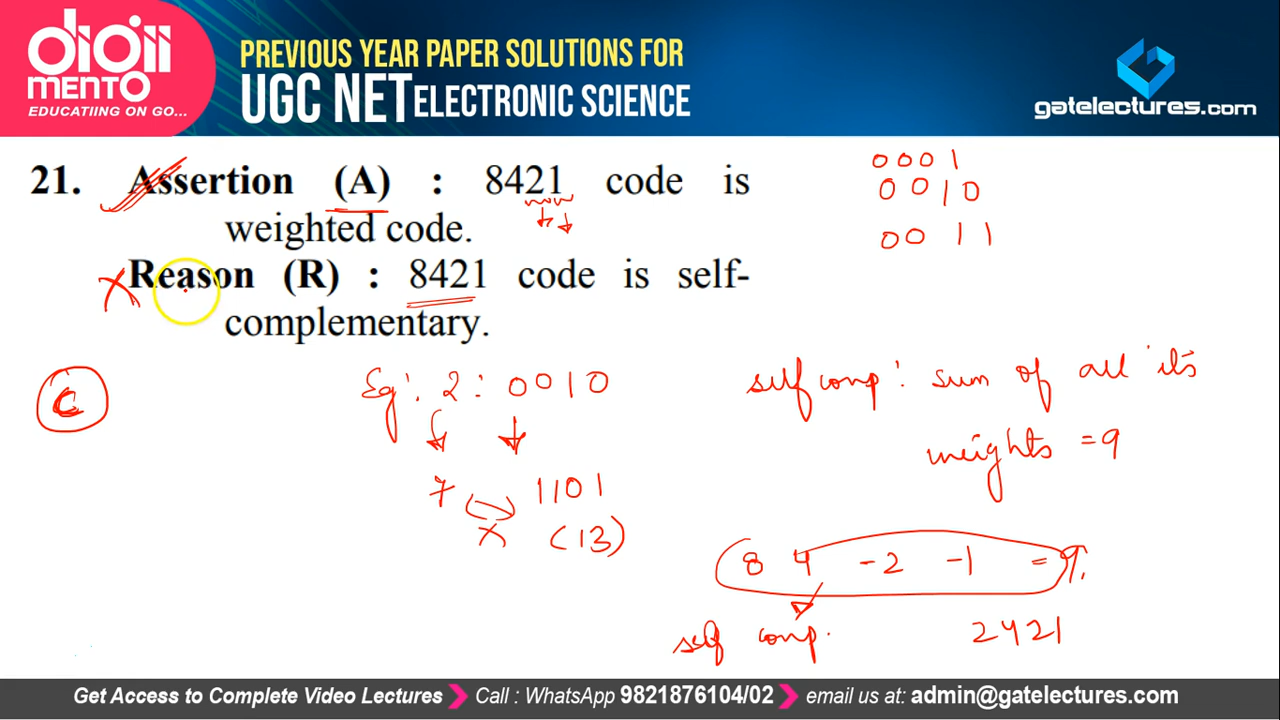 digii
MENTO
EDUCATIING ON GO...
PREVIOUS YEAR PAPER SOLUTIONS FOR
UGC NET ELECTRONIC SCIENCE
gatelectures.com
21. Assertion (A) : 8421 code is
weighted code.
Reason (R) : 8421 code is self-
complementary.
0001
0010
0011
C
Eg: 2: 0010
7 1101
x (13)
self comp: sum of all its
weights = 9
8 4 -2 -1 = 9.
self comp. 2421
Get Access to Complete Video Lectures Call : WhatsApp 9821876104/02 email us at: admin@gatelectures.com